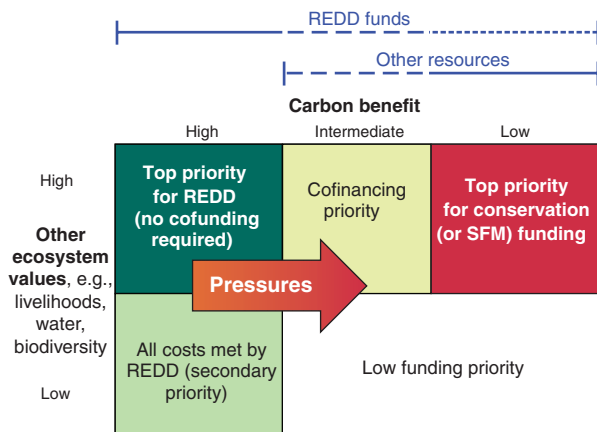 REDD funds
Other resources
Carbon benefit
High
Intermediate
Low
High
Top priority
for REDD
(no cofunding
required)
Cofinancing
priority
Top priority
for conservation
(or SFM) funding
Other
ecosystem
values, e.g.,
livelihoods,
water,
biodiversity
Pressures
Low
All costs met by
REDD (secondary
priority)
Low funding priority